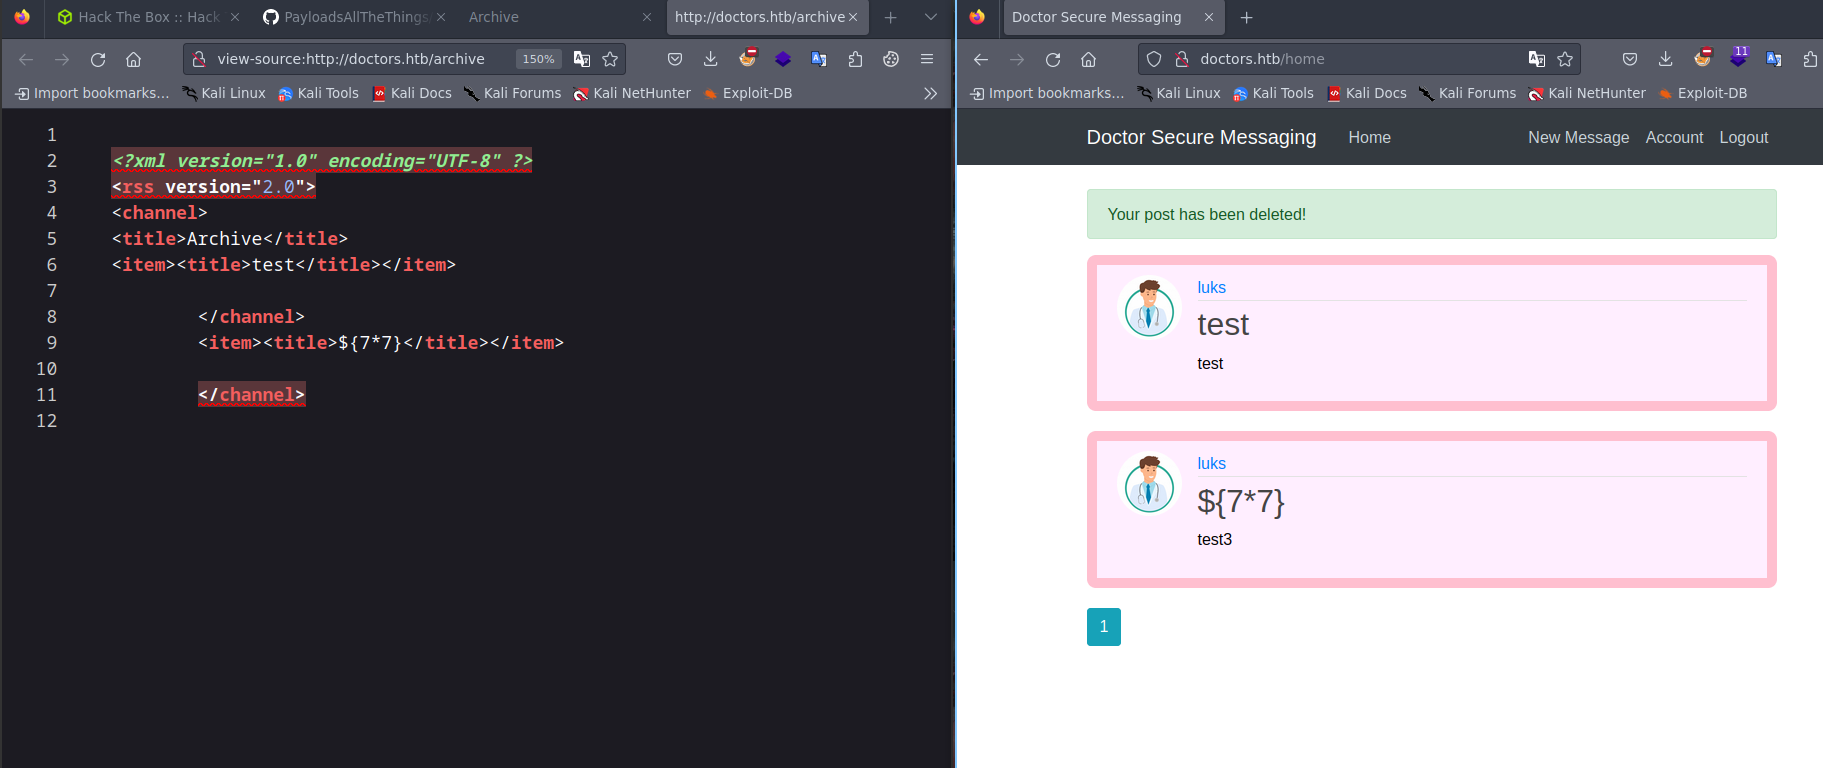 Hack The Box :: Hack
PayloadsAllTheThings/
Archive
http://doctors.htb/archive
view-source:http://doctors.htb/archive
150%
Import bookmarks...
Kali Linux
Kali Tools
Kali Docs
Kali Forums
Kali NetHunter
Exploit-DB
1
2 <?xml version="1.0" encoding="UTF-8" ?>
3 <rss version="2.0">
4 <channel>
5 <title>Archive</title>
6 <item><title>test</title></item>
7
8 </channel>
9 <item><title>${7*7}</title></item>
10
11 </channel>
12
Doctor Secure Messaging
doctors.htb/home
11
Import bookmarks...
Kali Linux
Kali Tools
Kali Docs
Kali Forums
Kali NetHunter
Exploit-DB
Doctor Secure Messaging
Home
New Message
Account
Logout
Your post has been deleted!
luks
test
test
luks
${7*7}
test3
1